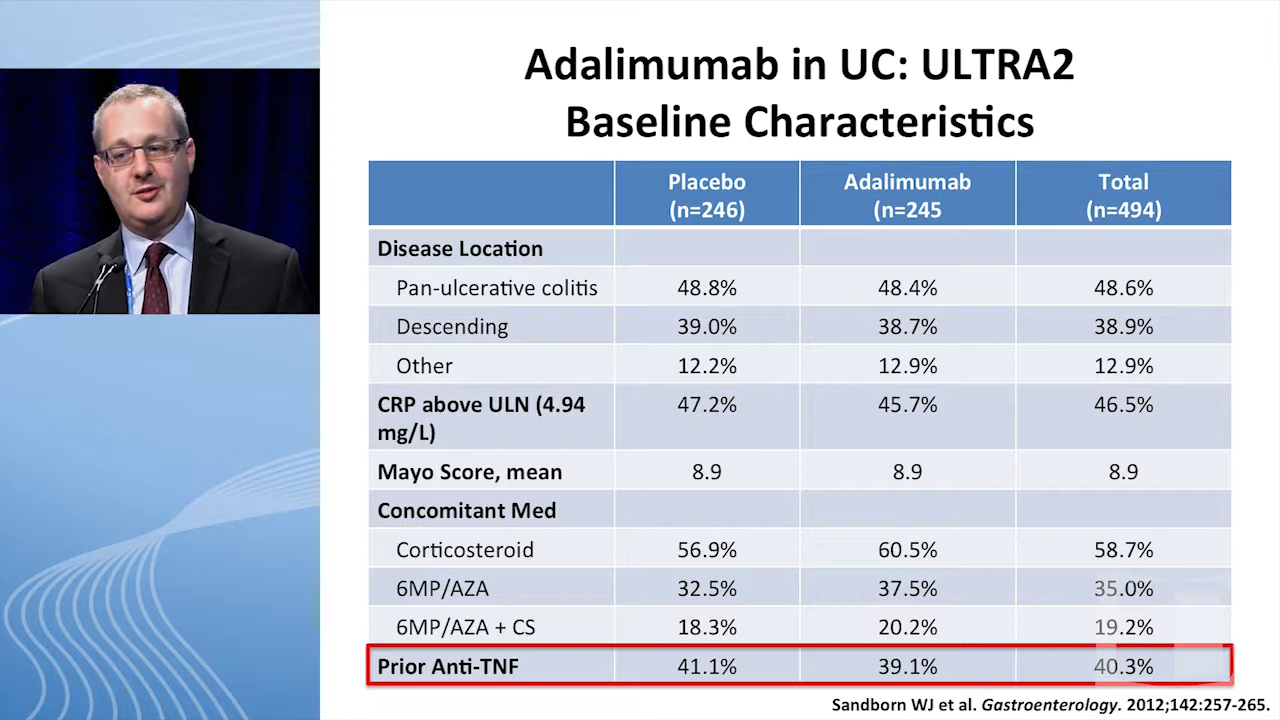 Adalimumab in UC: ULTRA2
Baseline Characteristics
Placebo (n=246) Adalimumab (n=245 Total (n=494)
Disease Location
Pan-ulcerative colitis 48.8% 48.4% 48.6%
Descending 39.0% 38.7% 38.9%
Other 12.2% 12.9% 12.9%
CRP above ULN (4.94 mg/L) 47.2% 45.7% 46.5%
Mayo Score, mean 8.9 8.9 8.9
Concomitant Med
Corticosteroid 56.9% 60.5% 58.7%
6MP/AZA 32.5% 37.5% 35.0%
6MP/AZA + CS 18.3% 20.2% 19.2%
Prior Anti-TNF 41.1% 39.1% 40.3%
Sandborn WJ et al. Gastroenterology. 2012;142:257-265.